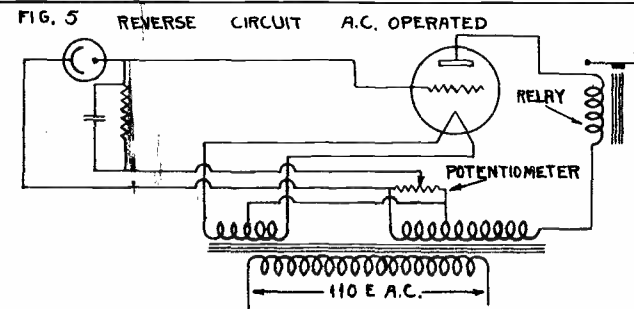 FIG. 5 REVERSE CIRCUIT A.C. OPERATED
RELAY
POTENTIOMETER
110 E A.C.